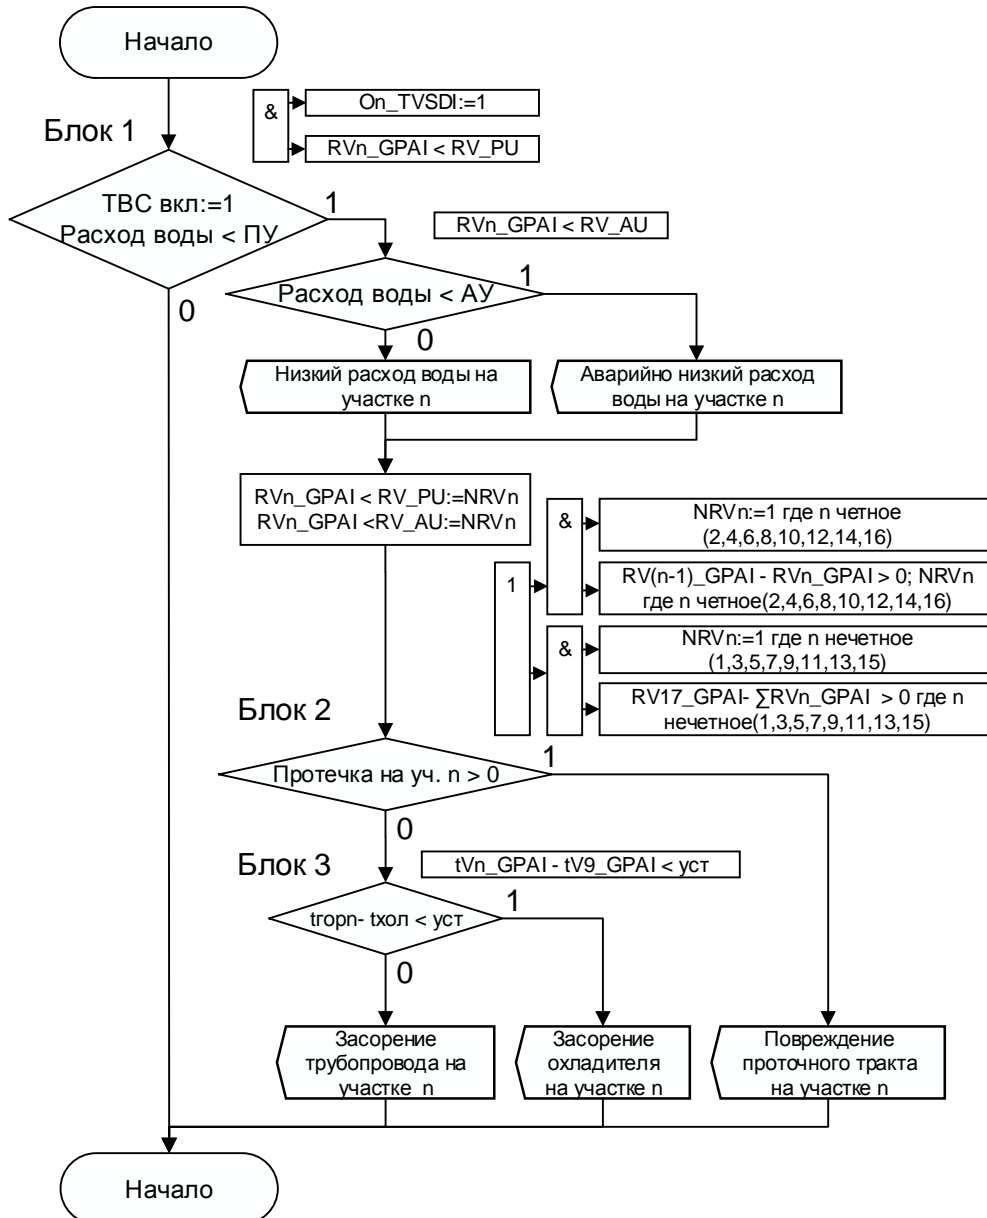 Начало
&
On_TVSDI:=1
RVn_GPAI < RV_PU
Блок 1
ТВС вкл:=1
Расход воды < ПУ
1
0
RVn_GPAI < RV_AU
Расход воды < АУ
1
0
Низкий расход воды на
участке n
Аварийно низкий расход
воды на участке n
RVn_GPAI < RV_PU:=NRVn
RVn_GPAI <RV_AU:=NRVn
1
&
NRVn:=1 где n четное
(2,4,6,8,10,12,14,16)
RV(n-1)_GPAI - RVn_GPAI > 0; NRVn
где n четное(2,4,6,8,10,12,14,16)
&
NRVn:=1 где n нечетное
(1,3,5,7,9,11,13,15)
RV17_GPAI- ∑RVn_GPAI > 0 где n
нечетное(1,3,5,7,9,11,13,15)
Блок 2
Протечка на уч. n > 0
1
0
Блок 3
tVn_GPAI - tV9_GPAI < уст
tгорn- tхол < уст
1
0
Засорение
трубопровода на
участке n
Засорение
охладителя
на участке n
Повреждение
проточного тракта
на участке n
Начало